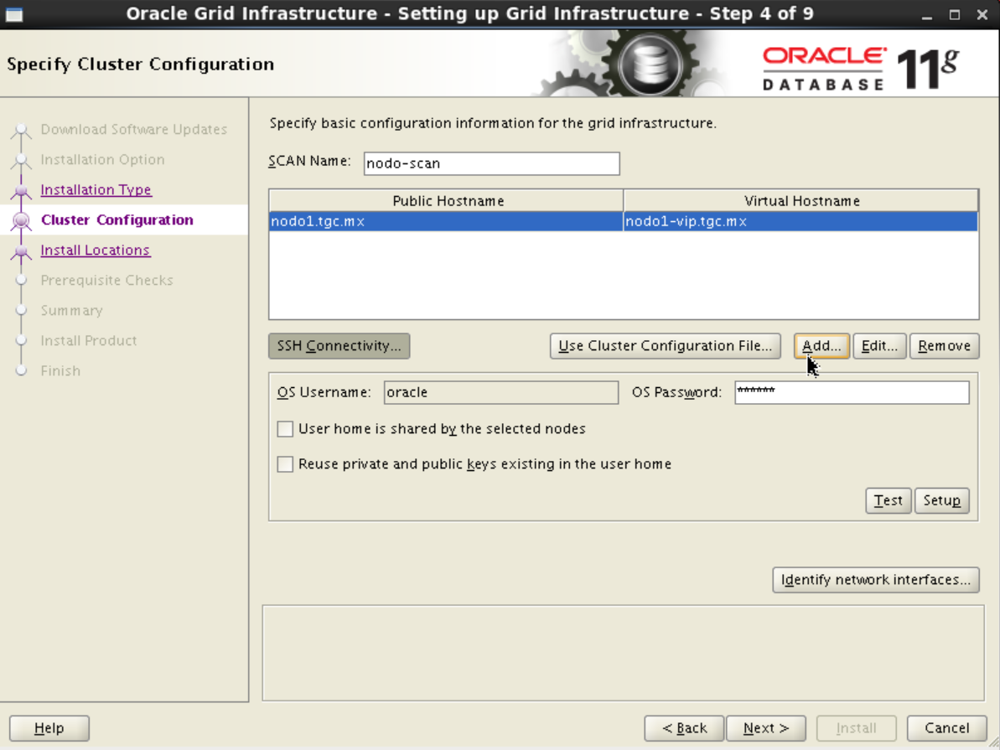 Oracle Grid Infrastructure - Setting up Grid Infrastructure - Step 4 of 9
Specify Cluster Configuration
ORACLE
DATABASE 11g
Download Software Updates
Installation Option
Installation Type
Cluster Configuration
Install Locations
Prerequisite Checks
Summary
Install Product
Finish
Specify basic configuration information for the grid infrastructure.
SCAN Name: nodo-scan
Public Hostname Virtual Hostname
nodo1.tgc.mx nodo1-vip.tgc.mx
SSH Connectivity... Use Cluster Configuration File... Add... Edit... Remove
OS Username: oracle OS Password: ******
User home is shared by the selected nodes
Reuse private and public keys existing in the user home
Test Setup
Identify network interfaces...
Help < Back Next > Install Cancel